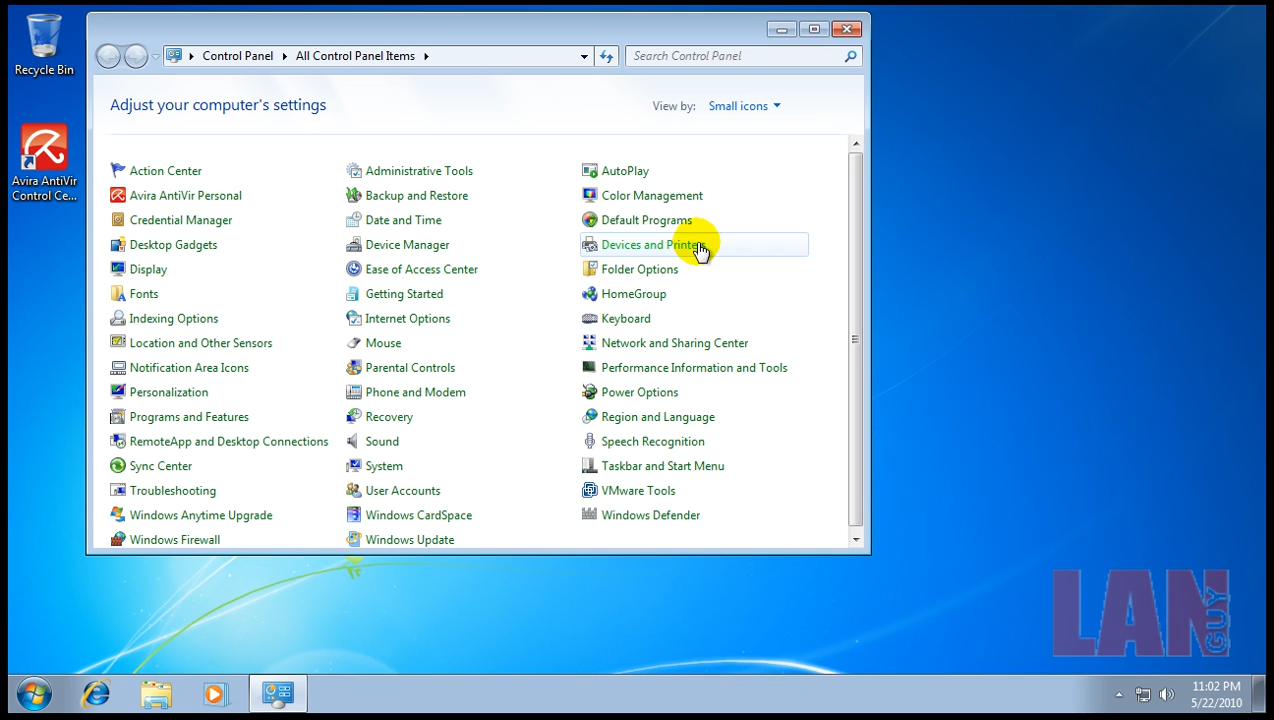 Recycle Bin
Avira AntiVir
Control Ce...
Control Panel
All Control Panel Items
Search Control Panel
Adjust your computer's settings
View by: Small icons
Action Center
Administrative Tools
AutoPlay
Avira AntiVir Personal
Backup and Restore
Color Management
Credential Manager
Date and Time
Default Programs
Desktop Gadgets
Device Manager
Devices and Printers
Display
Ease of Access Center
Folder Options
Fonts
Getting Started
HomeGroup
Indexing Options
Internet Options
Keyboard
Location and Other Sensors
Mouse
Network and Sharing Center
Notification Area Icons
Parental Controls
Performance Information and Tools
Personalization
Phone and Modem
Power Options
Programs and Features
Recovery
Region and Language
RemoteApp and Desktop Connections
Sound
Speech Recognition
Sync Center
System
Taskbar and Start Menu
Troubleshooting
User Accounts
VMware Tools
Windows Anytime Upgrade
Windows CardSpace
Windows Defender
Windows Firewall
Windows Update
LAN GUY
11:02 PM
5/22/2010